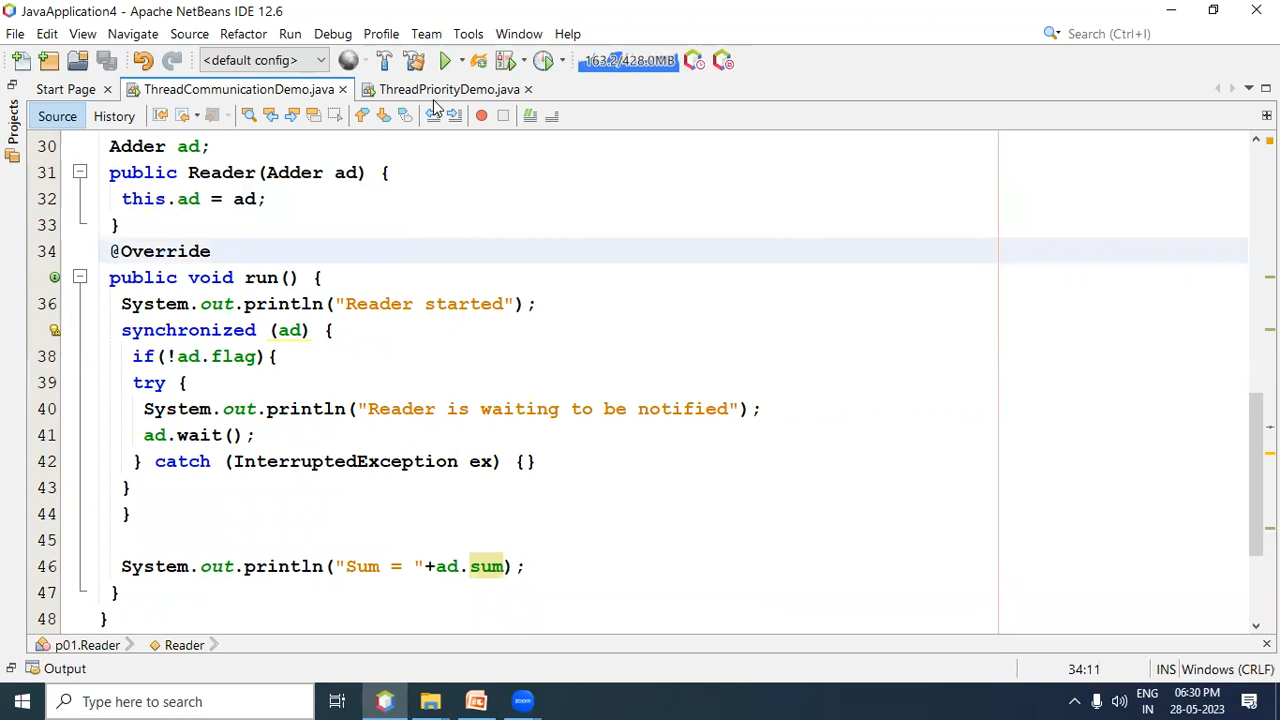 JavaApplication4 - Apache NetBeans IDE 12.6
File Edit View Navigate Source Refactor Run Debug Profile Team Tools Window Help
Search (Ctrl+I)
<default config>
163.2/428.0MB
Start Page
ThreadCommunicationDemo.java
ThreadPriorityDemo.java
Source History
Projects
30 Adder ad;
31 public Reader(Adder ad) {
32 this.ad = ad;
33 }
34 @Override
public void run() {
36 System.out.println("Reader started");
synchronized (ad) {
38 if(!ad.flag){
39 try {
40 System.out.println("Reader is waiting to be notified");
41 ad.wait();
42 } catch (InterruptedException ex) {}
43 }
44 }
45
46 System.out.println("Sum = "+ad.sum);
47 }
48 }
p01.Reader Reader
Output
34:11 INS Windows (CRLF)
Type here to search
zoom
ENG
IN
06:30 PM
28-05-2023